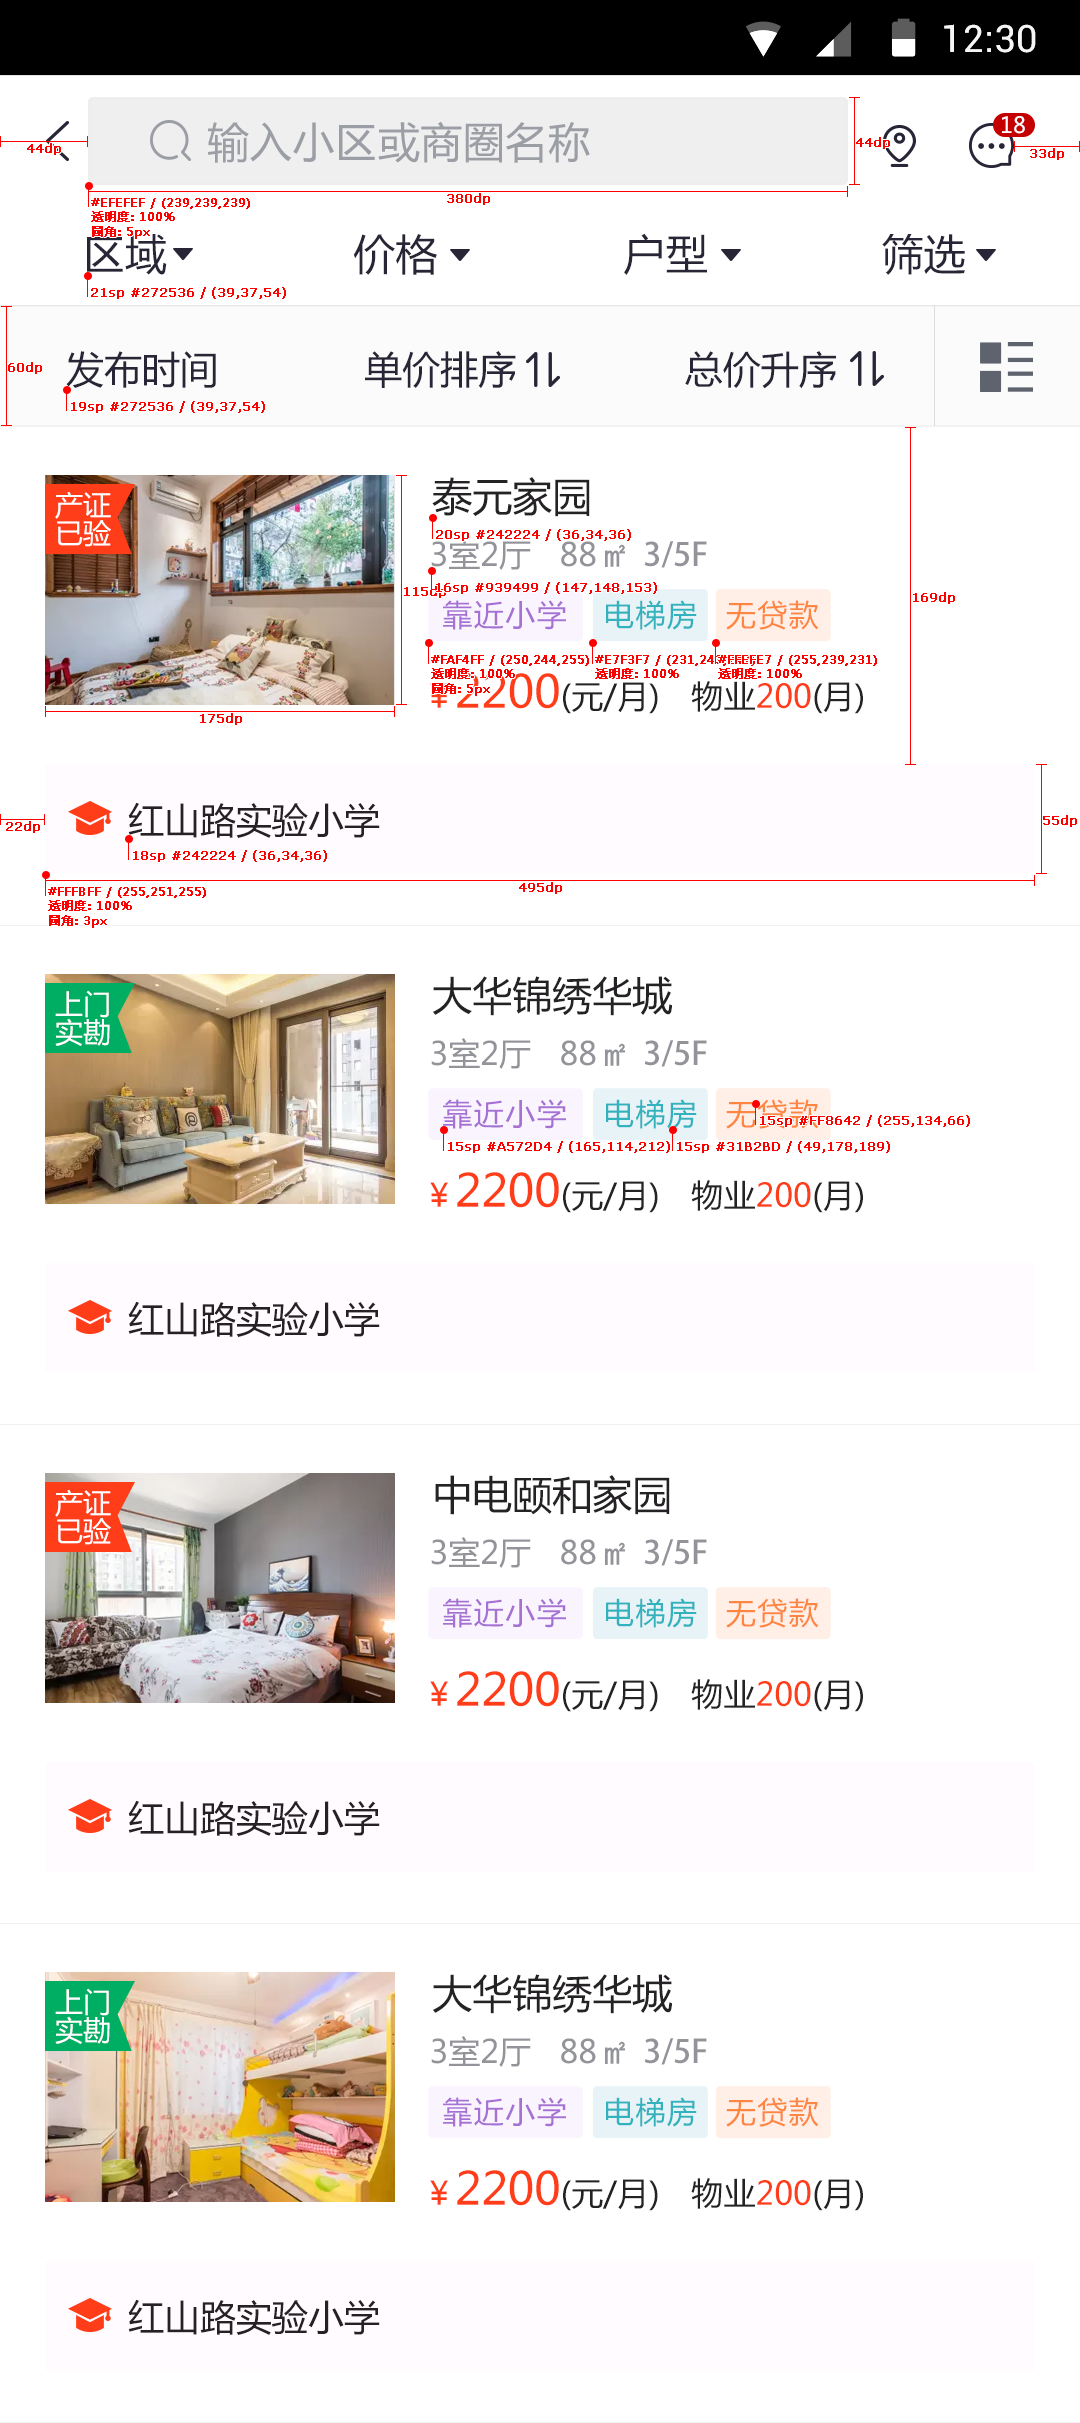 12:30
输入小区或商圈名称
18
44dp
44dp
33dp
380dp
#EFEFEF / (239,239,239)
透明度: 100%
圆角: 5px
区域 价格 户型 筛选
21sp #272536 / (39,37,54)
60dp
发布时间 单价排序 总价升序
19sp #272536 / (39,37,54)
产证
已验
泰元家园
20sp #242224 / (36,34,36)
3室2厅 88㎡ 3/5F
16sp #939499 / (147,148,153)
115dp
169dp
靠近小学 电梯房 无贷款
#FAF4FF / (250,244,255)
透明度: 100%
圆角: 5px
#E7F3F7 / (231,243,
透明度: 100%
#FFEFE7 / (255,239,231)
透明度: 100%
¥2200(元/月) 物业200(月)
175dp
22dp
红山路实验小学
55dp
18sp #242224 / (36,34,36)
495dp
#FFFBFF / (255,251,255)
透明度: 100%
圆角: 3px
上门
实勘
大华锦绣华城
3室2厅 88㎡ 3/5F
靠近小学 电梯房 无贷款
15sp #FF8642 / (255,134,66)
15sp #A572D4 / (165,114,212)
15sp #31B2BD / (49,178,189)
¥2200(元/月) 物业200(月)
红山路实验小学
产证
已验
中电颐和家园
3室2厅 88㎡ 3/5F
靠近小学 电梯房 无贷款
¥2200(元/月) 物业200(月)
红山路实验小学
上门
实勘
大华锦绣华城
3室2厅 88㎡ 3/5F
靠近小学 电梯房 无贷款
¥2200(元/月) 物业200(月)
红山路实验小学